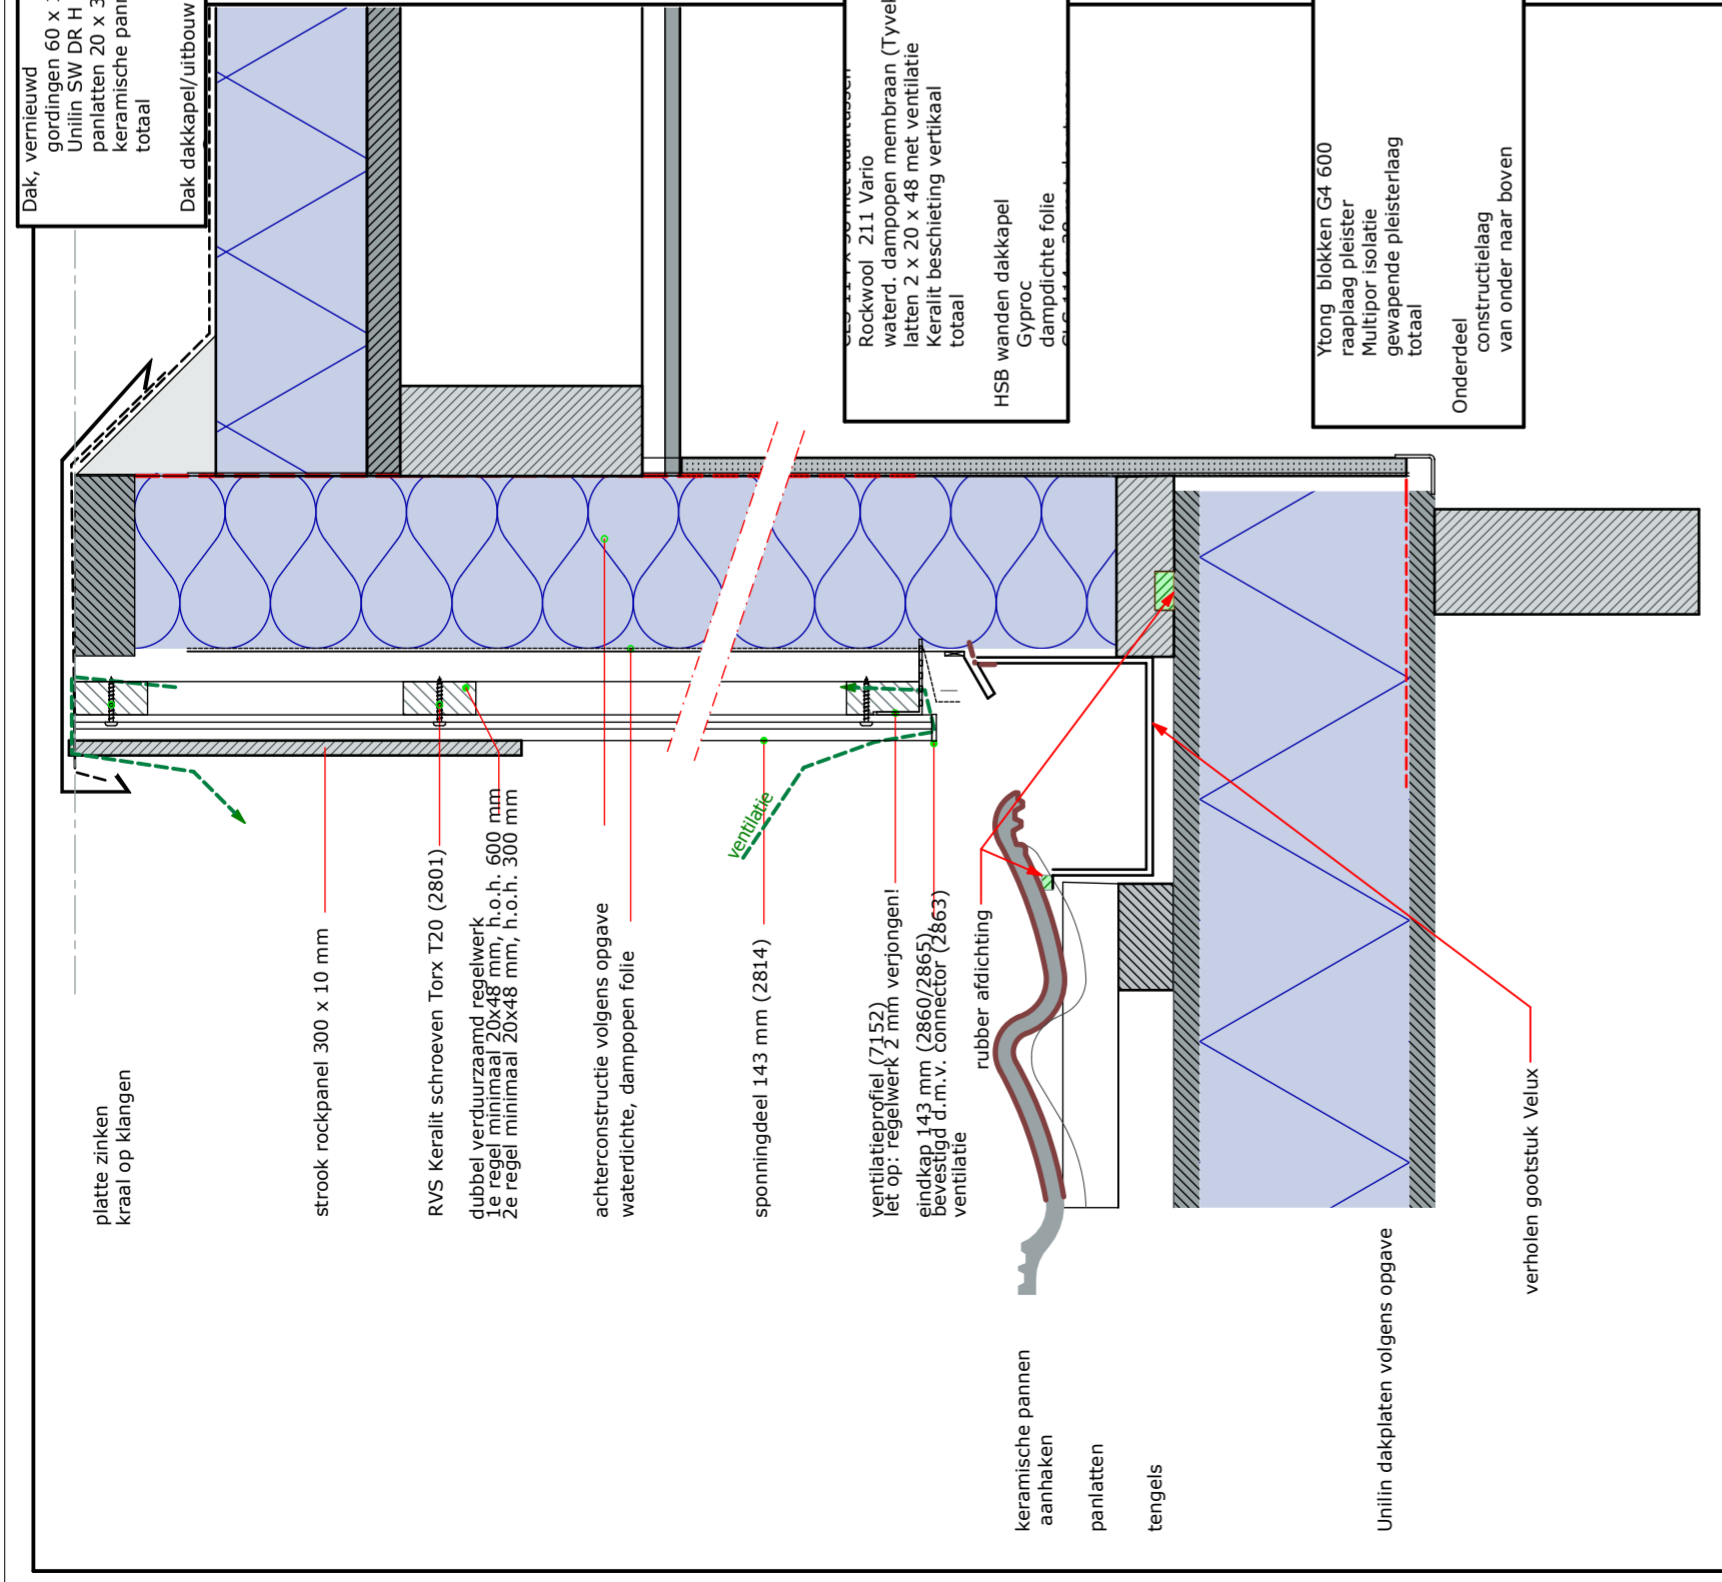 Dak, vernieuwd
gordingen 60 x
Unilin SW DR H
panlatten 20 x 3
keramische pann
totaal
Dak dakkapel/uitbouw
Rockwool 211 Vario
waterd. dampopen membraan (Tyvek
latten 2 x 20 x 48 met ventilatie
Keralit beschieting vertikaal
totaal
HSB wanden dakkapel
Gyproc
dampdichte folie
Ytong blokken G4 600
raaplaag pleister
Multipor isolatie
gewapende pleisterlaag
totaal
Onderdeel
constructielaag
van onder naar boven
platte zinken
kraal op klangen
strook rockpanel 300 x 10 mm
RVS Keralit schroeven Torx T20 (2801)
dubbel verduurzaamd regelwerk
1e regel minimaal 20x48 mm, h.o.h. 600 mm
2e regel minimaal 20x48 mm, h.o.h. 300 mm
achterconstructie volgens opgave
waterdichte, dampopen folie
sponningdeel 143 mm (2814)
ventilatie
ventilatieprofiel (7152)
let op: regelwerk 2 mm verjongen!
eindkap 143 mm (2860/2865),
bevestigd d.m.v. connector (2863)
ventilatie
rubber afdichting
keramische pannen
aanhaken
panlatten
tengels
Unilin dakplaten volgens opgave
verholen gootstuk Velux